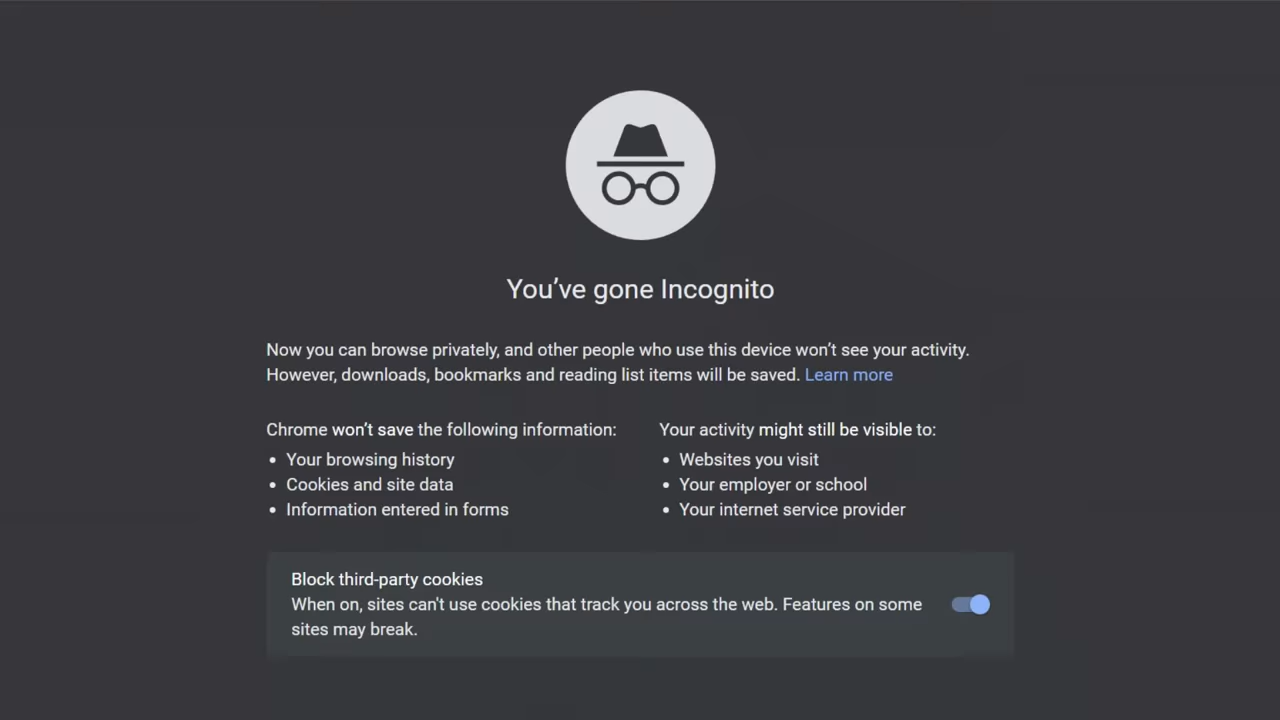 You’ve gone Incognito
Now you can browse privately, and other people who use this device won’t see your activity.
However, downloads, bookmarks and reading list items will be saved. Learn more
Chrome won’t save the following information:
• Your browsing history
• Cookies and site data
• Information entered in forms
Your activity might still be visible to:
• Websites you visit
• Your employer or school
• Your internet service provider
Block third-party cookies
When on, sites can't use cookies that track you across the web. Features on some
sites may break.